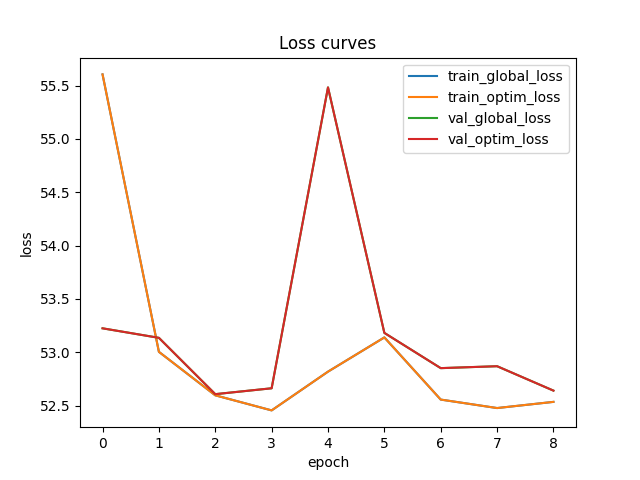 Loss curves
train_global_loss
train_optim_loss
val_global_loss
val_optim_loss
loss
55.5
55.0
54.5
54.0
53.5
53.0
52.5
0 1 2 3 4 5 6 7 8
epoch